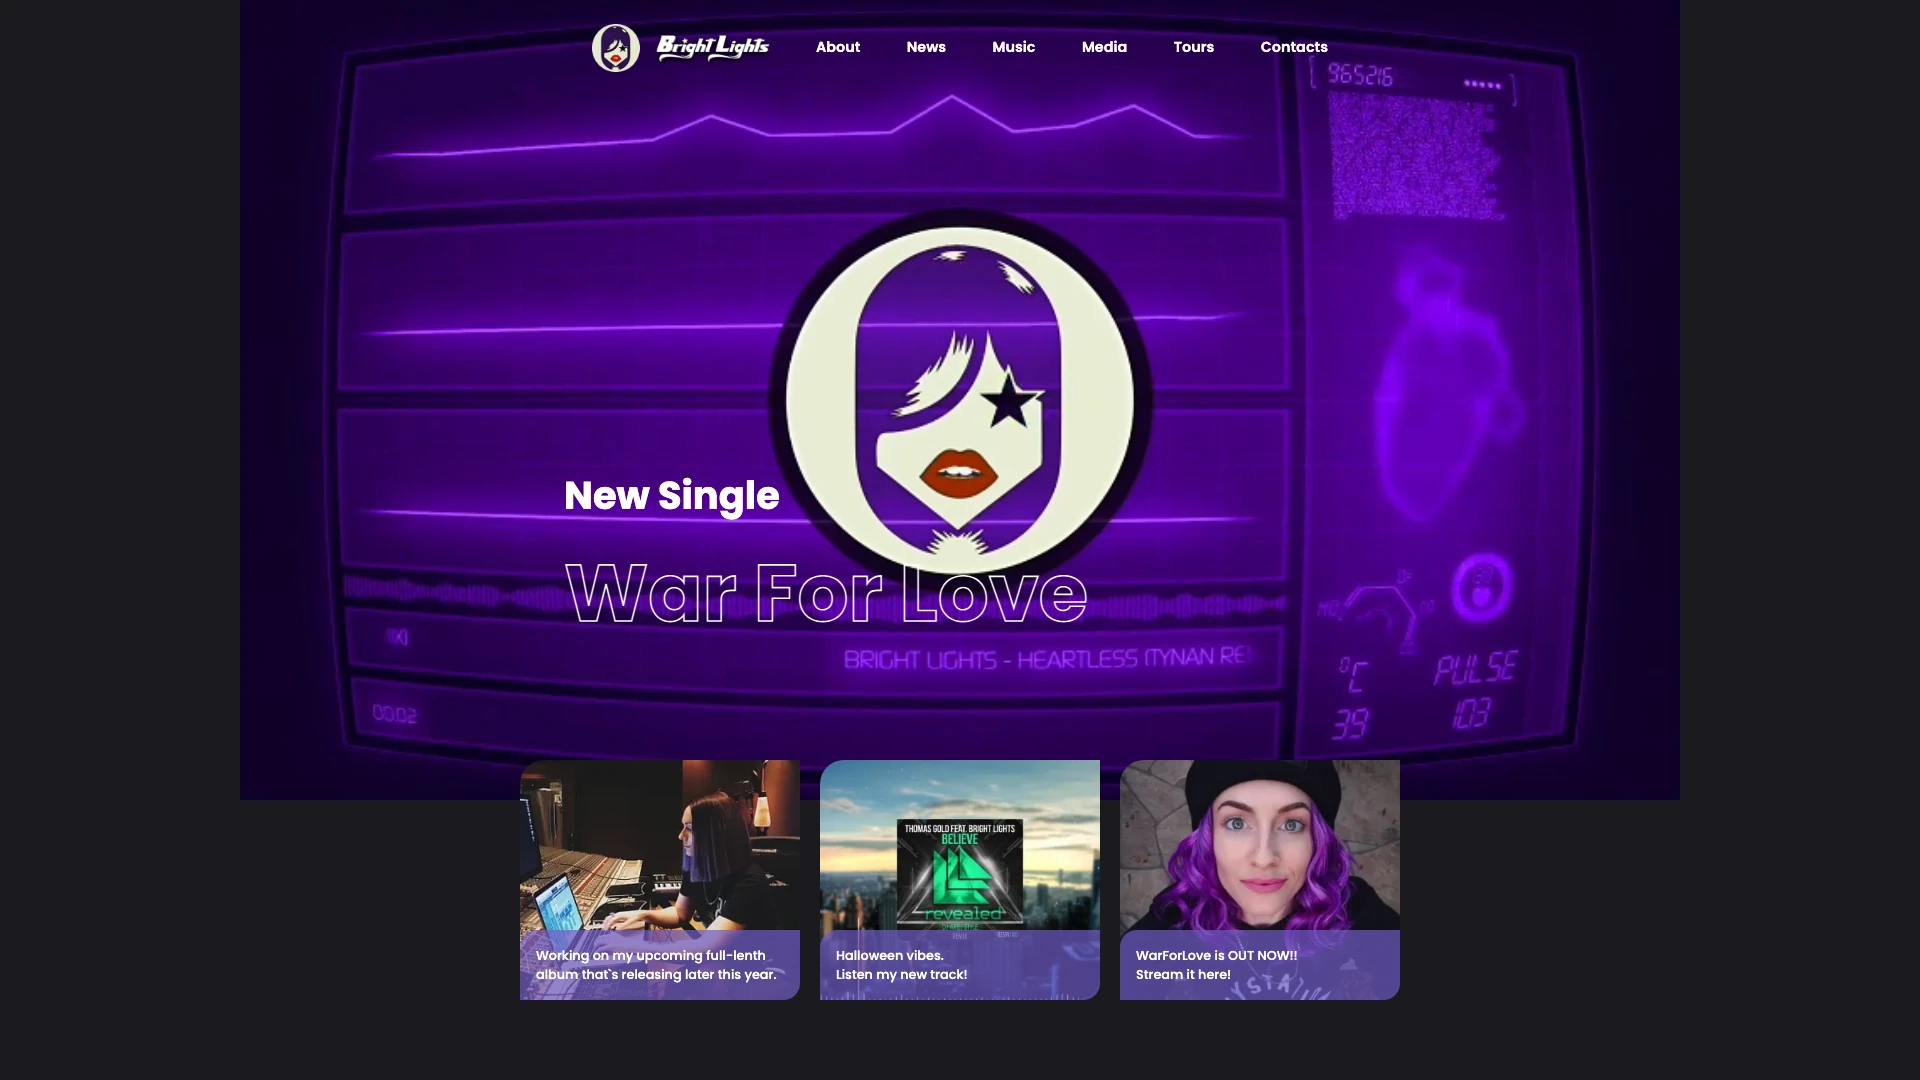 Bright Lights
About
News
Music
Media
Tours
Contacts
965216
New Single
War For Love
BRIGHT LIGHTS - HEARTLESS (TYNAN RE
00:02
°C
PULSE
39
103
THOMAS GOLD FEAT. BRIGHT LIGHTS
BELIEVE
revealed
Working on my upcoming full-lenth
album that`s releasing later this year.
Halloween vibes.
Listen my new track!
WarForLove is OUT NOW!!
Stream it here!